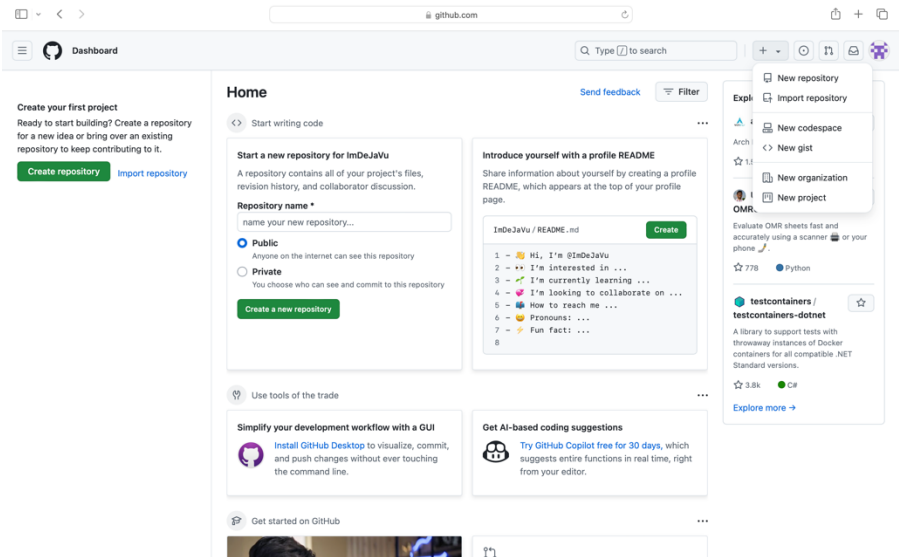 github.com
Dashboard
Type / to search
New repository
Import repository
New codespace
New gist
New organization
New project
Create your first project
Ready to start building? Create a repository
for a new idea or bring over an existing
repository to keep contributing to it.
Create repository
Import repository
Home
Send feedback
Filter
Start writing code
Start a new repository for ImDeJaVu
A repository contains all of your project's files,
revision history, and collaborator discussion.
Repository name *
name your new repository...
Public
Anyone on the internet can see this repository
Private
You choose who can see and commit to this repository
Create a new repository
Introduce yourself with a profile README
Share information about yourself by creating a profile
README, which appears at the top of your profile
page.
ImDeJaVu / README.md
Create
1 - 👋 Hi, I'm @ImDeJaVu
2 - 👀 I'm interested in ...
3 - 🌱 I'm currently learning ...
4 - 💞️ I'm looking to collaborate on ...
5 - 📫 How to reach me ...
6 - 😄 Pronouns: ...
7 - ⚡ Fun fact: ...
8
Use tools of the trade
Simplify your development workflow with a GUI
Install GitHub Desktop to visualize, commit,
and push changes without ever touching
the command line.
Get AI-based coding suggestions
Try GitHub Copilot free for 30 days, which
suggests entire functions in real time, right
from your editor.
Get started on GitHub
Arch
Evaluate OMR sheets fast and
accurately using a scanner 🖨 or your
phone 🤳.
778
Python
testcontainers /
testcontainers-dotnet
A library to support tests with
throwaway instances of Docker
containers for all compatible .NET
Standard versions.
3.8k
C#
Explore more →